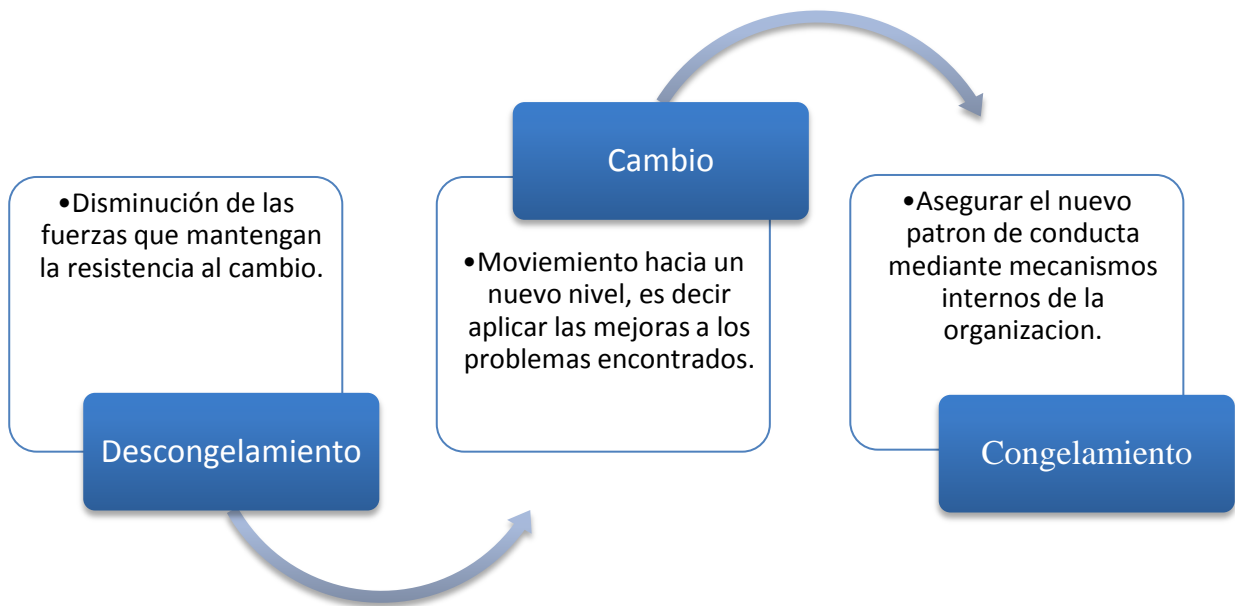 •Disminución de las
fuerzas que mantengan
la resistencia al cambio.
Descongelamiento
Cambio
•Moviemiento hacia un
nuevo nivel, es decir
aplicar las mejoras a los
problemas encontrados.
•Asegurar el nuevo
patron de conducta
mediante mecanismos
internos de la
organizacion.
Congelamiento